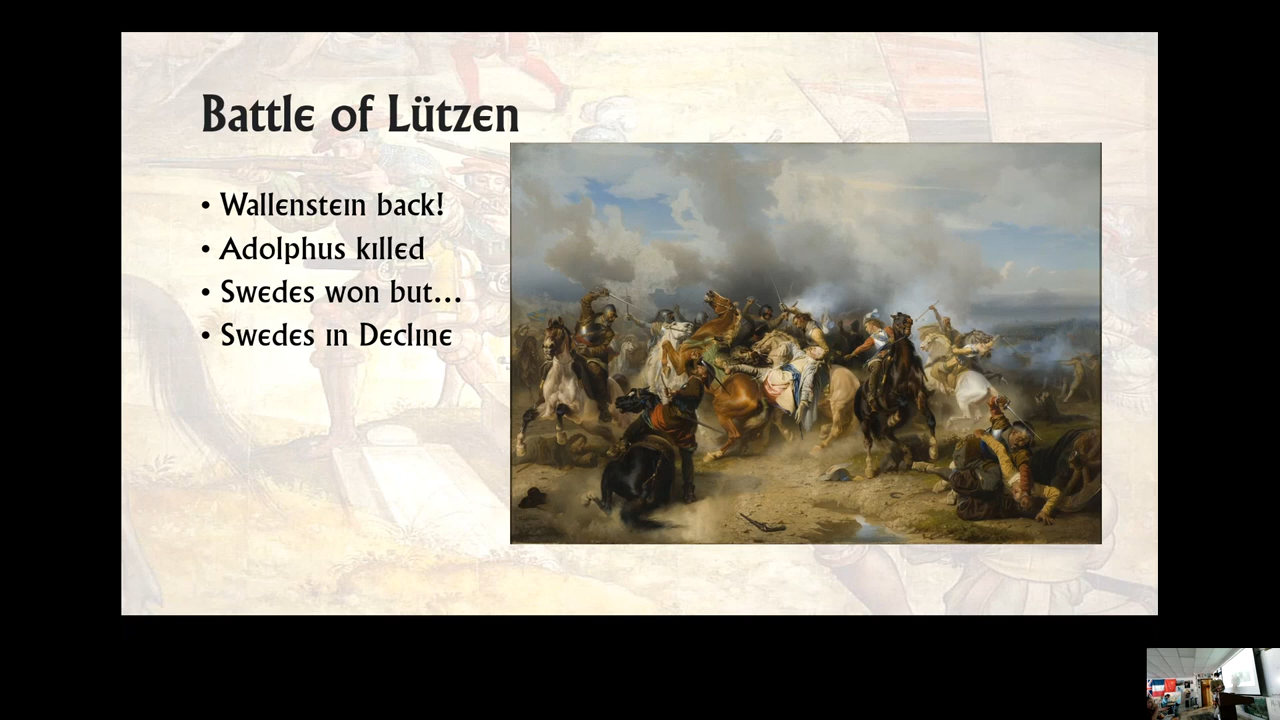 Battle of Lützen
• Wallenstein back!
• Adolphus killed
• Swedes won but...
• Swedes in Decline